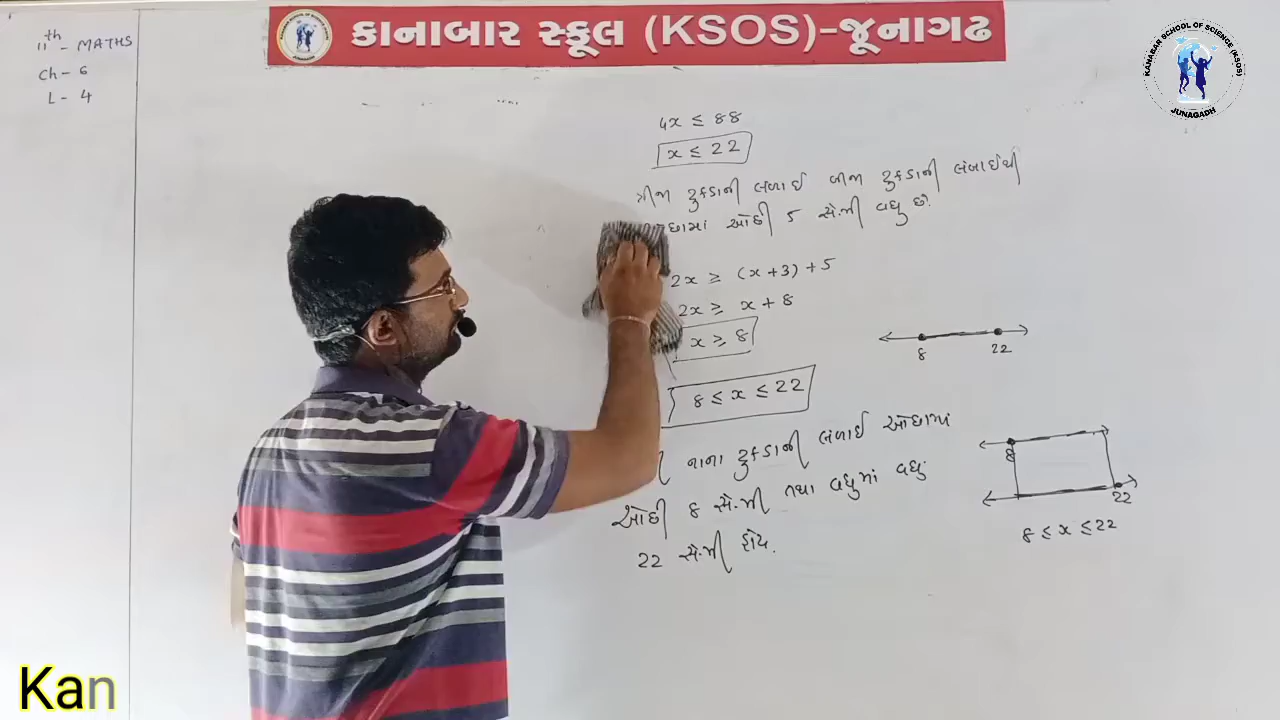 કાનાબાર સ્કૂલ (KSOS)-જૂનાગઢ
KANABAR SCHOOL OF SCIENCE (KSOS)
JUNAGADH
11th - MATHS
Ch - 6
L - 4
4x ≤ 88
x ≤ 22
ત્રીજા ટુકડાની લંબાઈ બીજા ટુકડાની લંબાઈથી
ઓછી 5 સે.મી વધુ છે.
2x ≥ (x+3) + 5
2x ≥ x + 8
x ≥ 8
8 22
8 ≤ x ≤ 22
નાના ટુકડાની લંબાઈ ઓછામાં
ઓછી 8 સે.મી તથા વધુમાં વધું
22 સે.મી હોય.
8
22
8 ≤ x ≤ 22
Kan